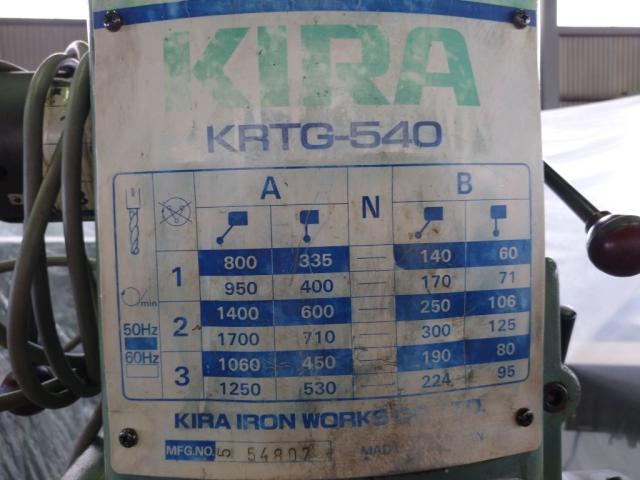 KIRA
KRTG-540
A N B
800 335 140 60
1
950 400 170 71
/min
1400 600 250 106
50Hz 2
1700 710 300 125
60Hz
1060 450 190 80
3
1250 530 224 95
KIRA IRON WORKS
MFG.NO. 54807